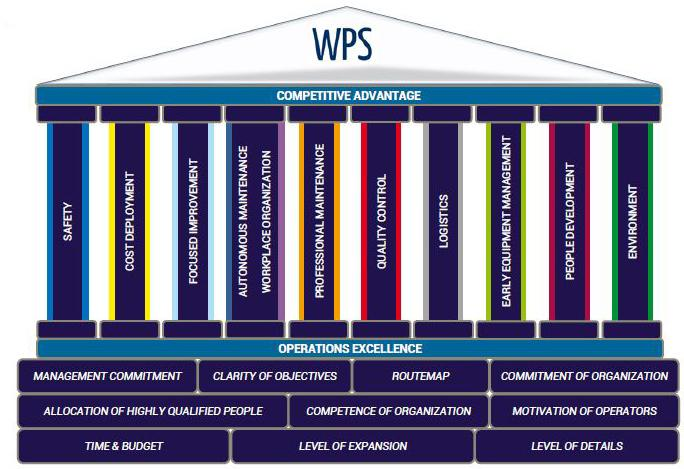 WPS
COMPETITIVE ADVANTAGE
SAFETY
COST DEPLOYMENT
FOCUSED IMPROVEMENT
AUTONOMOUS MAINTENANCE
WORKPLACE ORGANIZATION
PROFESSIONAL MAINTENANCE
QUALITY CONTROL
LOGISTICS
EARLY EQUIPMENT MANAGEMENT
PEOPLE DEVELOPMENT
ENVIRONMENT
OPERATIONS EXCELLENCE
MANAGEMENT COMMITMENT
CLARITY OF OBJECTIVES
ROUTEMAP
COMMITMENT OF ORGANIZATION
ALLOCATION OF HIGHLY QUALIFIED PEOPLE
COMPETENCE OF ORGANIZATION
MOTIVATION OF OPERATORS
TIME & BUDGET
LEVEL OF EXPANSION
LEVEL OF DETAILS